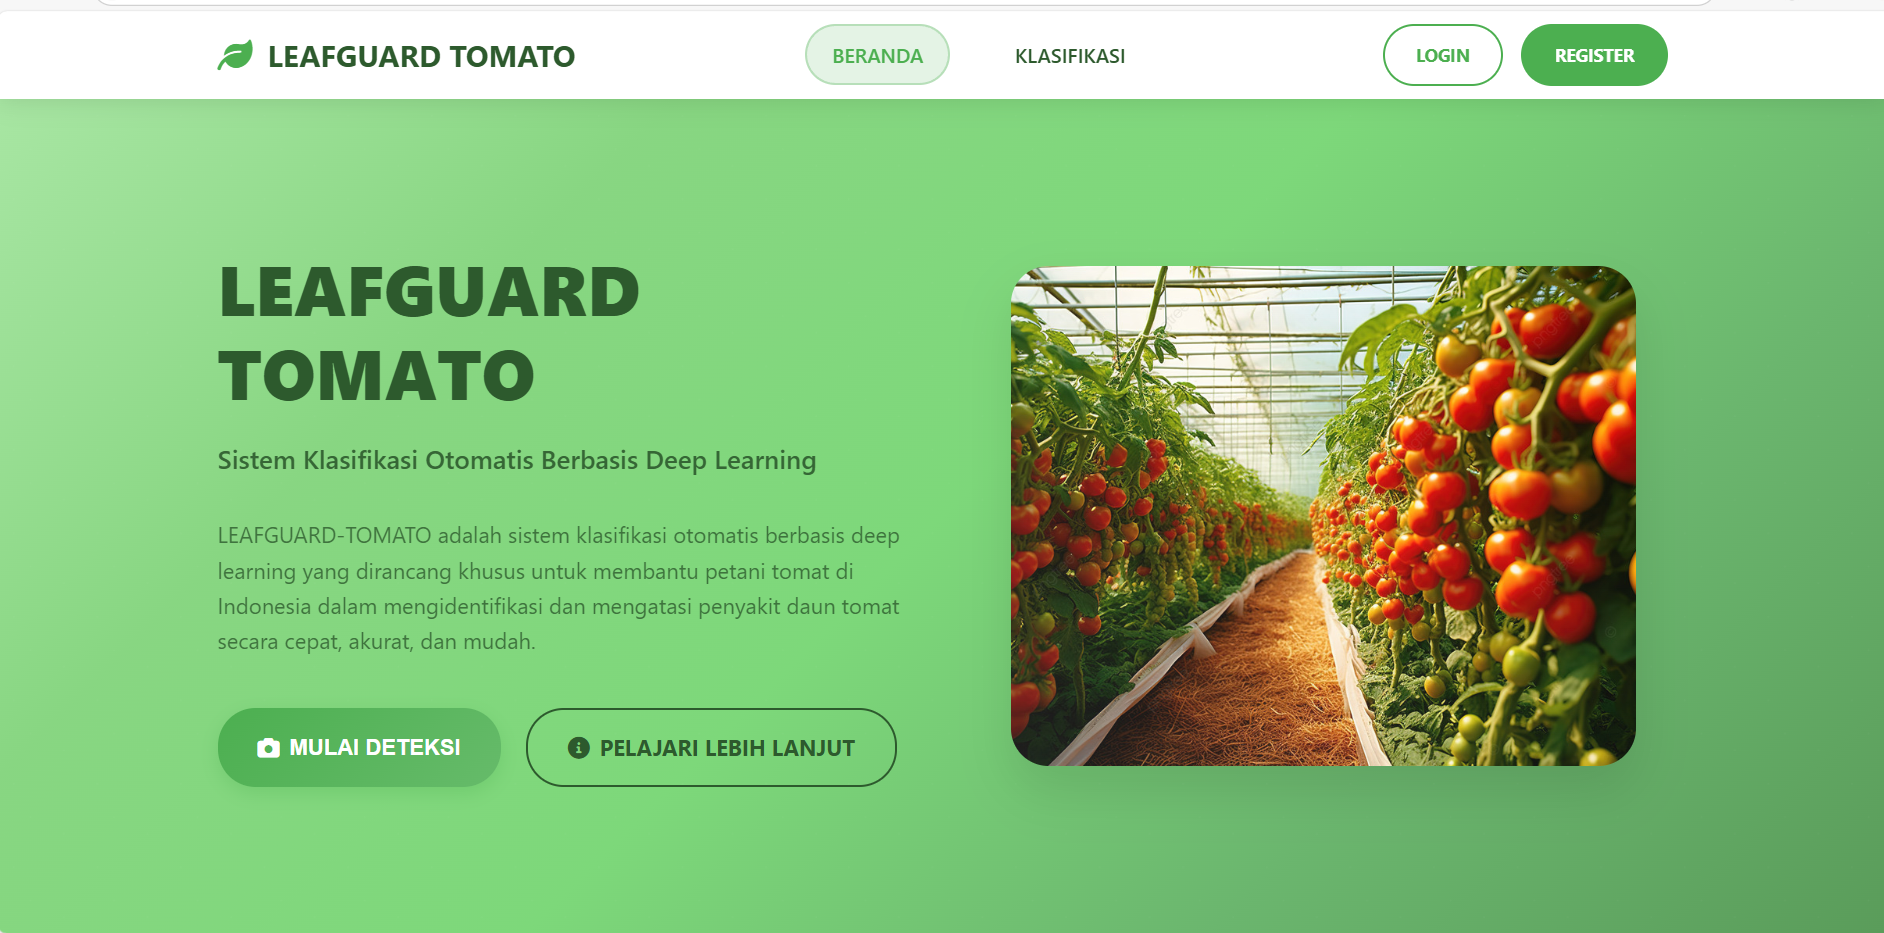 LEAFGUARD TOMATO
BERANDA
KLASIFIKASI
LOGIN
REGISTER
LEAFGUARD
TOMATO
Sistem Klasifikasi Otomatis Berbasis Deep Learning
LEAFGUARD-TOMATO adalah sistem klasifikasi otomatis berbasis deep
learning yang dirancang khusus untuk membantu petani tomat di
Indonesia dalam mengidentifikasi dan mengatasi penyakit daun tomat
secara cepat, akurat, dan mudah.
MULAI DETEKSI
PELAJARI LEBIH LANJUT